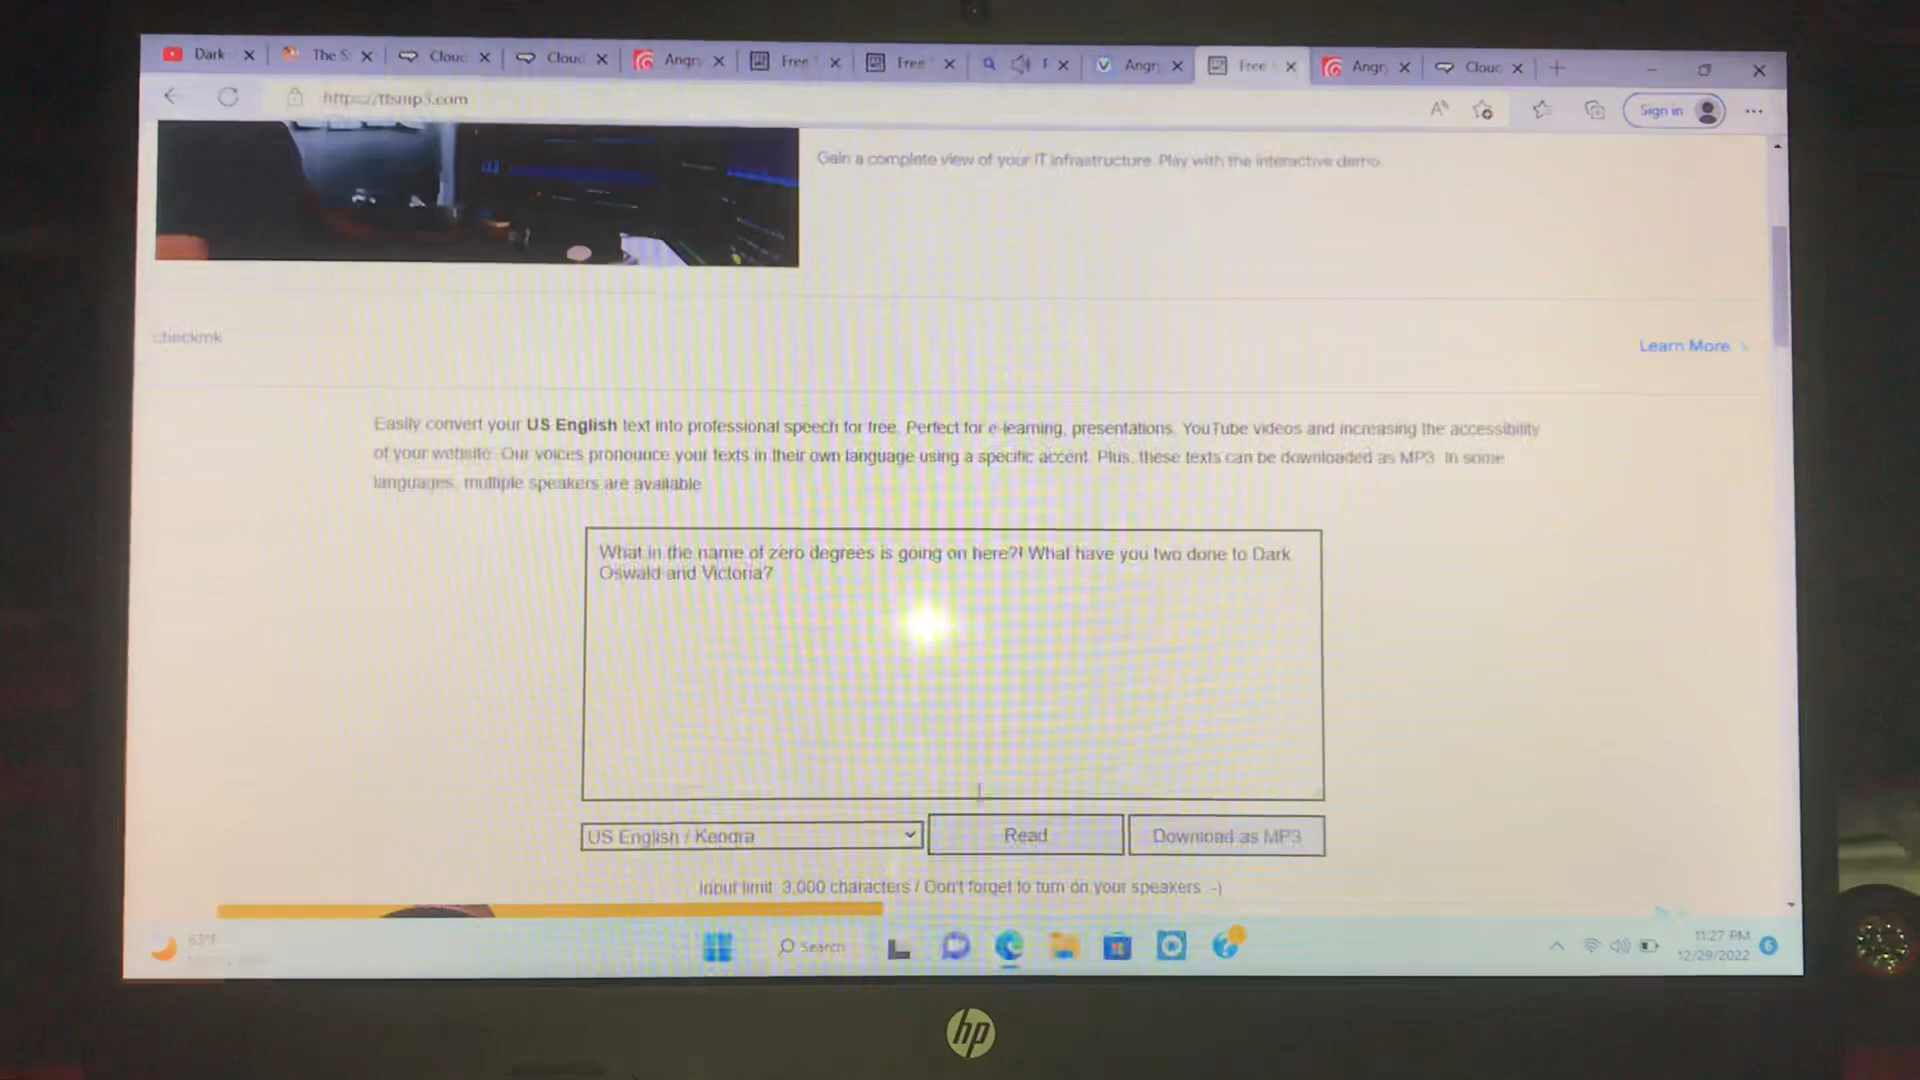 Dark
The S
Clouc
Clouc
Angr
Free
Free
F
Angr
Free
Angr
Clouc
https://ttsmp3.com
Sign in
Gain a complete view of your IT infrastructure. Play with the interactive demo.
checkmk
Learn More
Easily convert your US English text into professional speech for free. Perfect for e-learning, presentations, YouTube videos and increasing the accessibility
of your website. Our voices pronounce your texts in their own language using a specific accent. Plus, these texts can be downloaded as MP3. In some
languages, multiple speakers are available.
What in the name of zero degrees is going on here?! What have you two done to Dark
Oswald and Victoria?
US English / Kendra
Read
Download as MP3
Input limit: 3,000 characters / Don't forget to turn on your speakers :-)
63°F
Search
11:27 PM
12/29/2022
6
hp